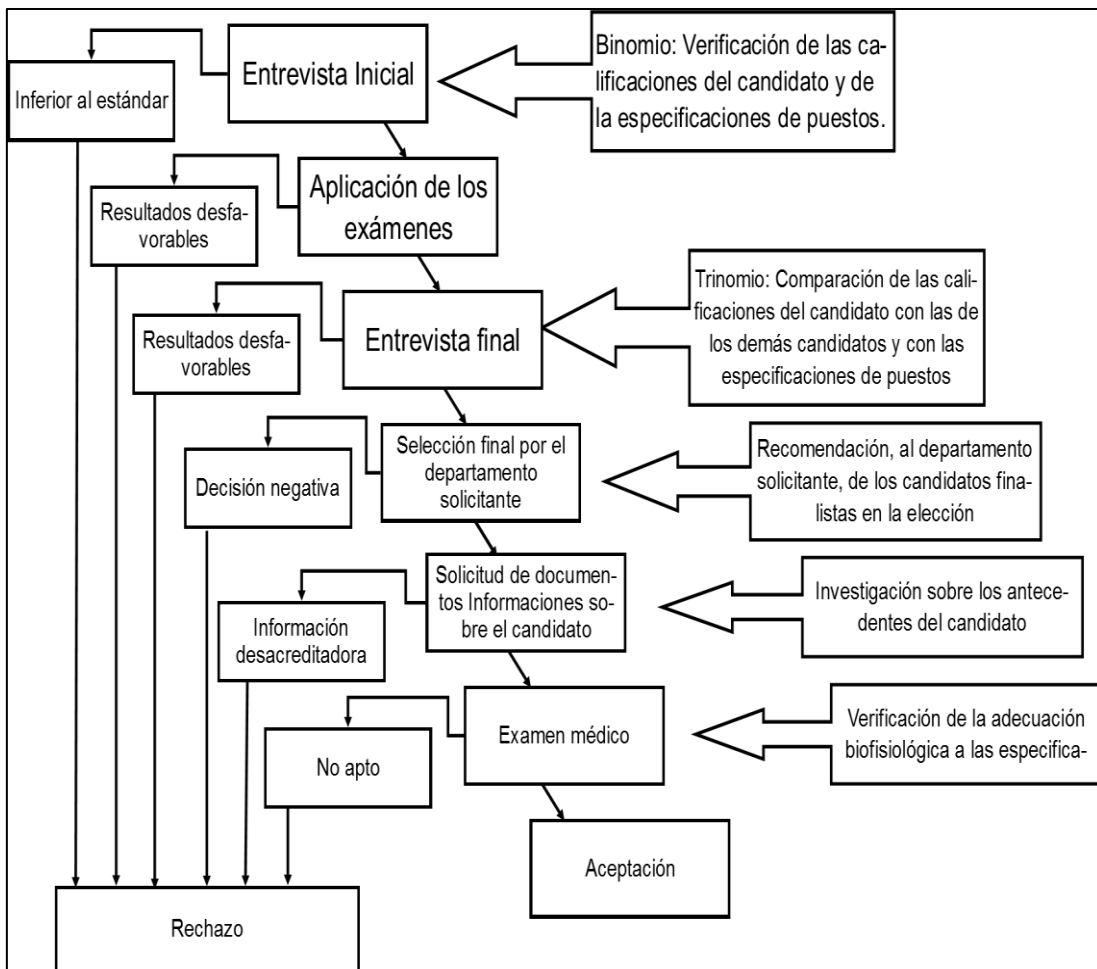 Entrevista Inicial
Binomio: Verificación de las ca-
lificaciones del candidato y de
la especificaciones de puestos.
Inferior al estándar
Aplicación de los
exámenes
Resultados desfa-
vorables
Entrevista final
Trinomio: Comparación de las cali-
ficaciones del candidato con las de
los demás candidatos y con las
especificaciones de puestos
Resultados desfa-
vorables
Selección final por el
departamento
solicitante
Recomendación, al departamento
solicitante, de los candidatos fina-
listas en la elección
Decisión negativa
Solicitud de documen-
tos Informaciones so-
bre el candidato
Investigación sobre los antece-
dentes del candidato
Información
desacreditadora
Examen médico
Verificación de la adecuación
biofisiológica a las especifica-
No apto
Aceptación
Rechazo